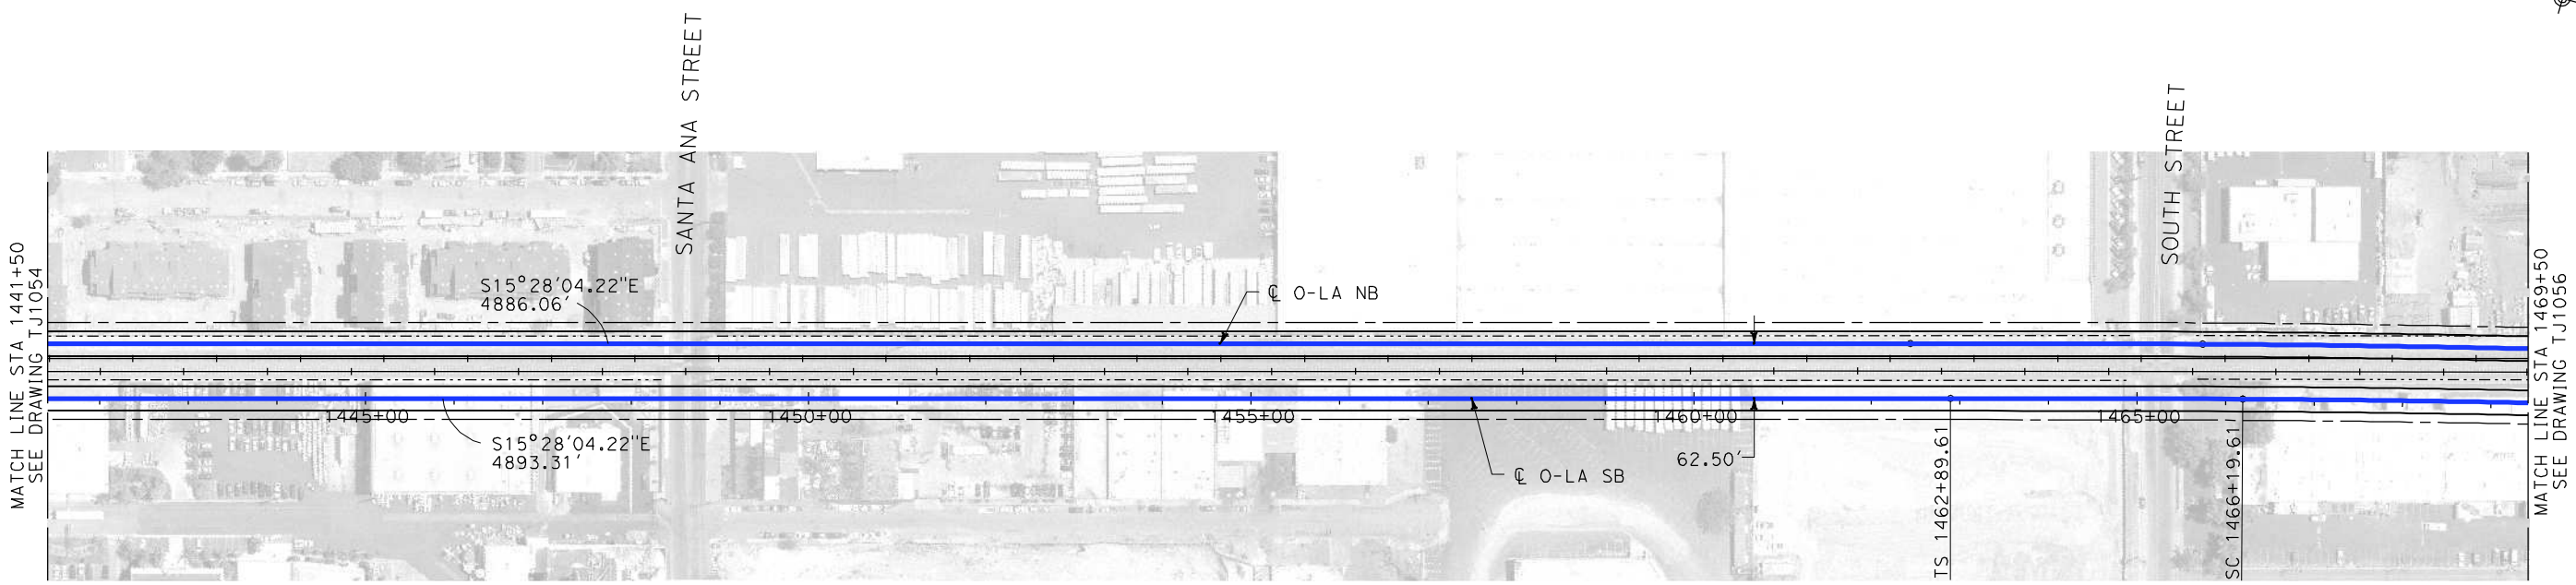 MATCH LINE STA 1441+50
SEE DRAWING TJ1054
SANTA ANA STREET
SOUTH STREET
S15°28'04.22"E
4886.06'
℄ O-LA NB
1445+00
1450+00
1455+00
1460+00
1465+00
S15°28'04.22"E
4893.31'
℄ O-LA SB
62.50'
TS 1462+89.61
SC 1466+19.61
MATCH LINE STA 1469+50
SEE DRAWING TJ1056